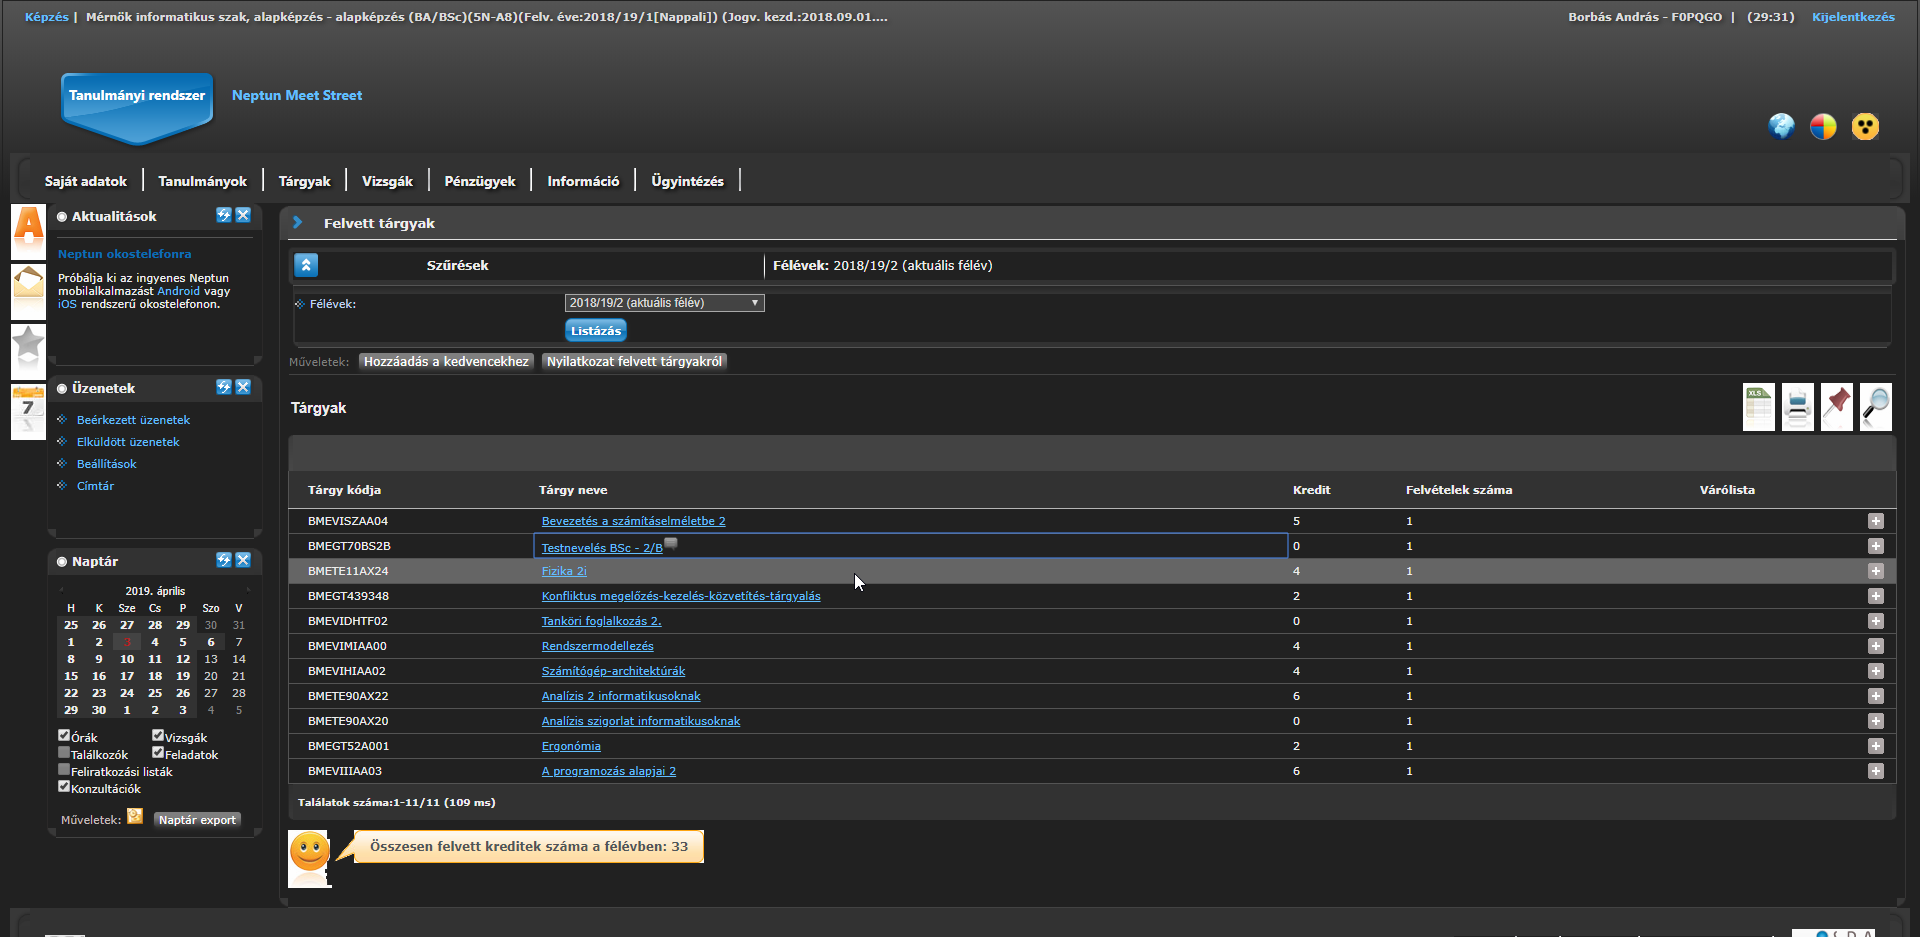 Képzés | Mérnök informatikus szak, alapképzés - alapképzés (BA/BSc)(5N-A8)(Felv. éve:2018/19/1[Nappali]) (Jogv. kezd.:2018.09.01....
Borbás András - F0PQGO | (29:31) Kijelentkezés
Tanulmányi rendszer
Neptun Meet Street
Saját adatok
Tanulmányok
Tárgyak
Vizsgák
Pénzügyek
Információ
Ügyintézés
A
Aktualitások
Neptun okostelefonra
Próbálja ki az ingyenes Neptun
mobilalkalmazást Android vagy
iOS rendszerű okostelefonon.
7
Üzenetek
Beérkezett üzenetek
Elküldött üzenetek
Beállítások
Címtár
Naptár
2019. április
H K Sze Cs P Szo V
25 26 27 28 29 30 31
1 2 3 4 5 6 7
8 9 10 11 12 13 14
15 16 17 18 19 20 21
22 23 24 25 26 27 28
29 30 1 2 3 4 5
Órák Vizsgák
Találkozók Feladatok
Feliratkozási listák
Konzultációk
Műveletek: Naptár export
Felvett tárgyak
Szűrések
Félévek: 2018/19/2 (aktuális félév)
Félévek: 2018/19/2 (aktuális félév)
Listázás
Műveletek: Hozzáadás a kedvencekhez Nyilatkozat felvett tárgyakról
Tárgyak
XLS
Tárgy kódja Tárgy neve Kredit Felvételek száma Várólista
BMEVISZAA04 Bevezetés a számításelméletbe 2 5 1
BMEGT70BS2B Testnevelés BSc - 2/B 0 1
BMETE11AX24 Fizika 2i 4 1
BMEGT439348 Konfliktus megelőzés-kezelés-közvetítés-tárgyalás 2 1
BMEVIDHTF02 Tanköri foglalkozás 2. 0 1
BMEVIMIAA00 Rendszermodellezés 4 1
BMEVIHIAA02 Számítógép-architektúrák 4 1
BMETE90AX22 Analízis 2 informatikusoknak 6 1
BMETE90AX20 Analízis szigorlat informatikusoknak 0 1
BMEGT52A001 Ergonómia 2 1
BMEVIIIAA03 A programozás alapjai 2 6 1
Találatok száma:1-11/11 (109 ms)
Összesen felvett kreditek száma a félévben: 33